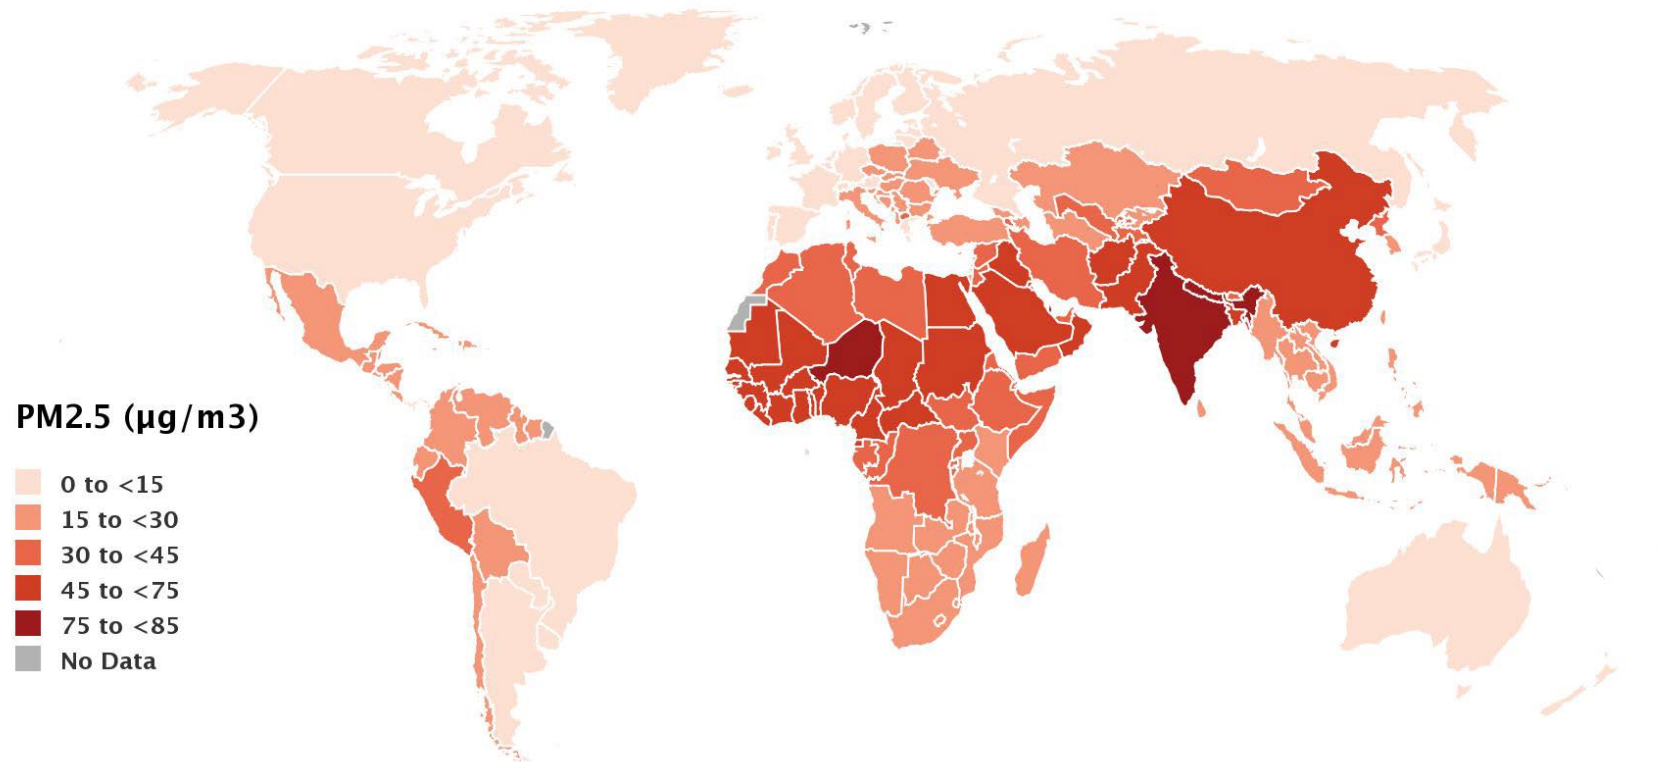 PM2.5 (µg/m3)
0 to <15
15 to <30
30 to <45
45 to <75
75 to <85
No Data